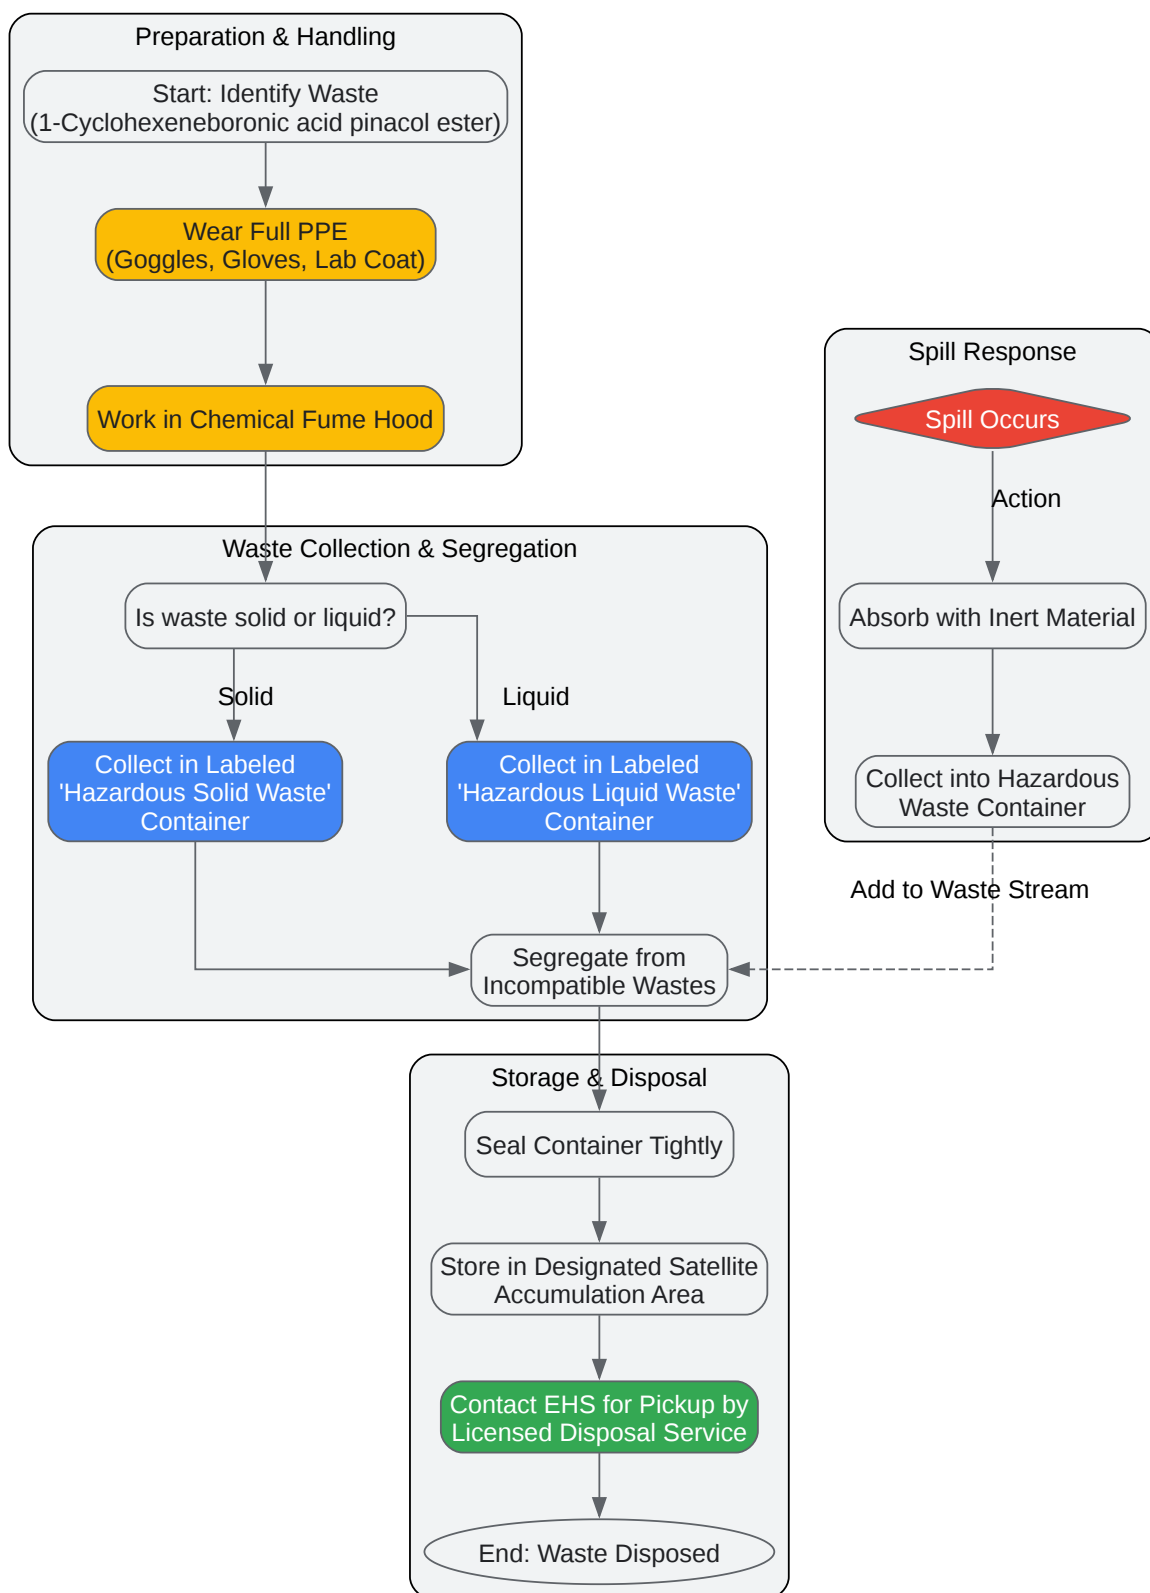 Preparation & Handling
Start: Identify Waste
(1-Cyclohexeneboronic acid pinacol ester)
Wear Full PPE
(Goggles, Gloves, Lab Coat)
Work in Chemical Fume Hood
Spill Response
Spill Occurs
Action
Absorb with Inert Material
Collect into Hazardous
Waste Container
Add to Waste Stream
Waste Collection & Segregation
Is waste solid or liquid?
Solid
Liquid
Collect in Labeled
'Hazardous Solid Waste'
Container
Collect in Labeled
'Hazardous Liquid Waste'
Container
Segregate from
Incompatible Wastes
Storage & Disposal
Seal Container Tightly
Store in Designated Satellite
Accumulation Area
Contact EHS for Pickup by
Licensed Disposal Service
End: Waste Disposed